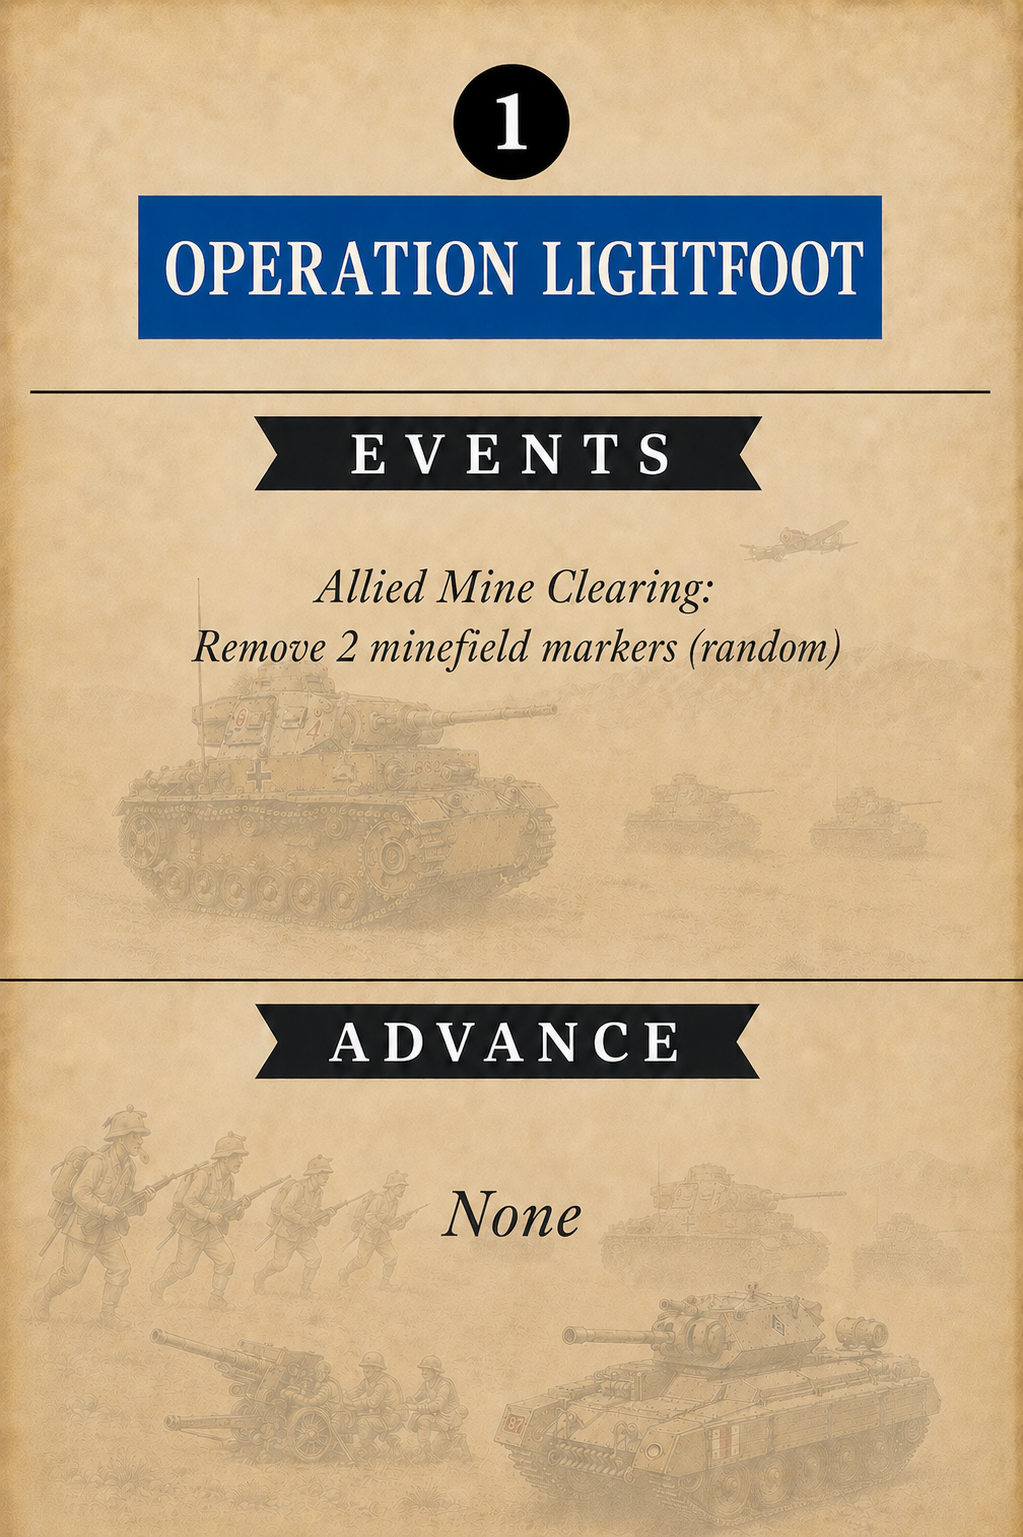 1
OPERATION LIGHTFOOT
EVENTS
Allied Mine Clearing:
Remove 2 minefield markers (random)
ADVANCE
None